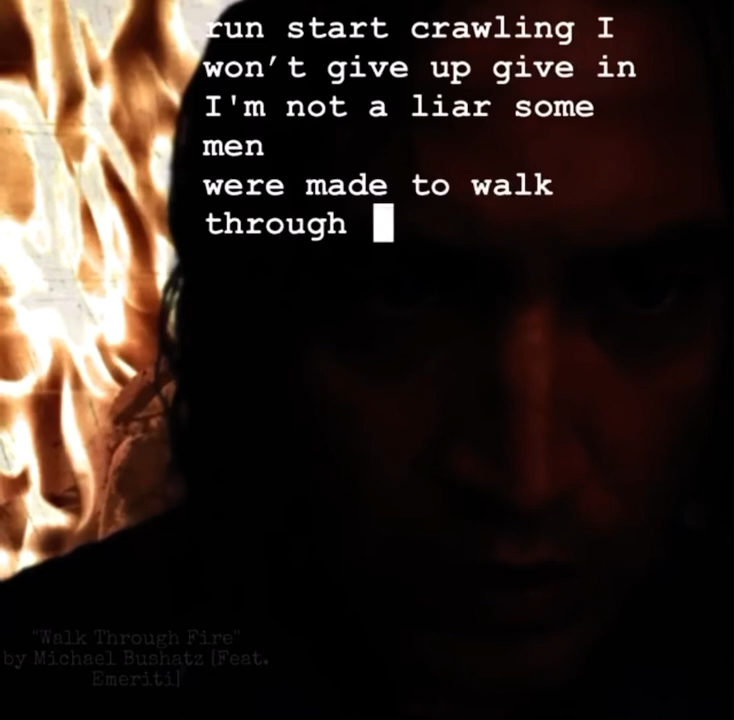 run start crawling I
won't give up give in
I'm not a liar some
men
were made to walk
through
"Walk Through Fire"
by Michael Bushatz [Feat.
Emeriti]